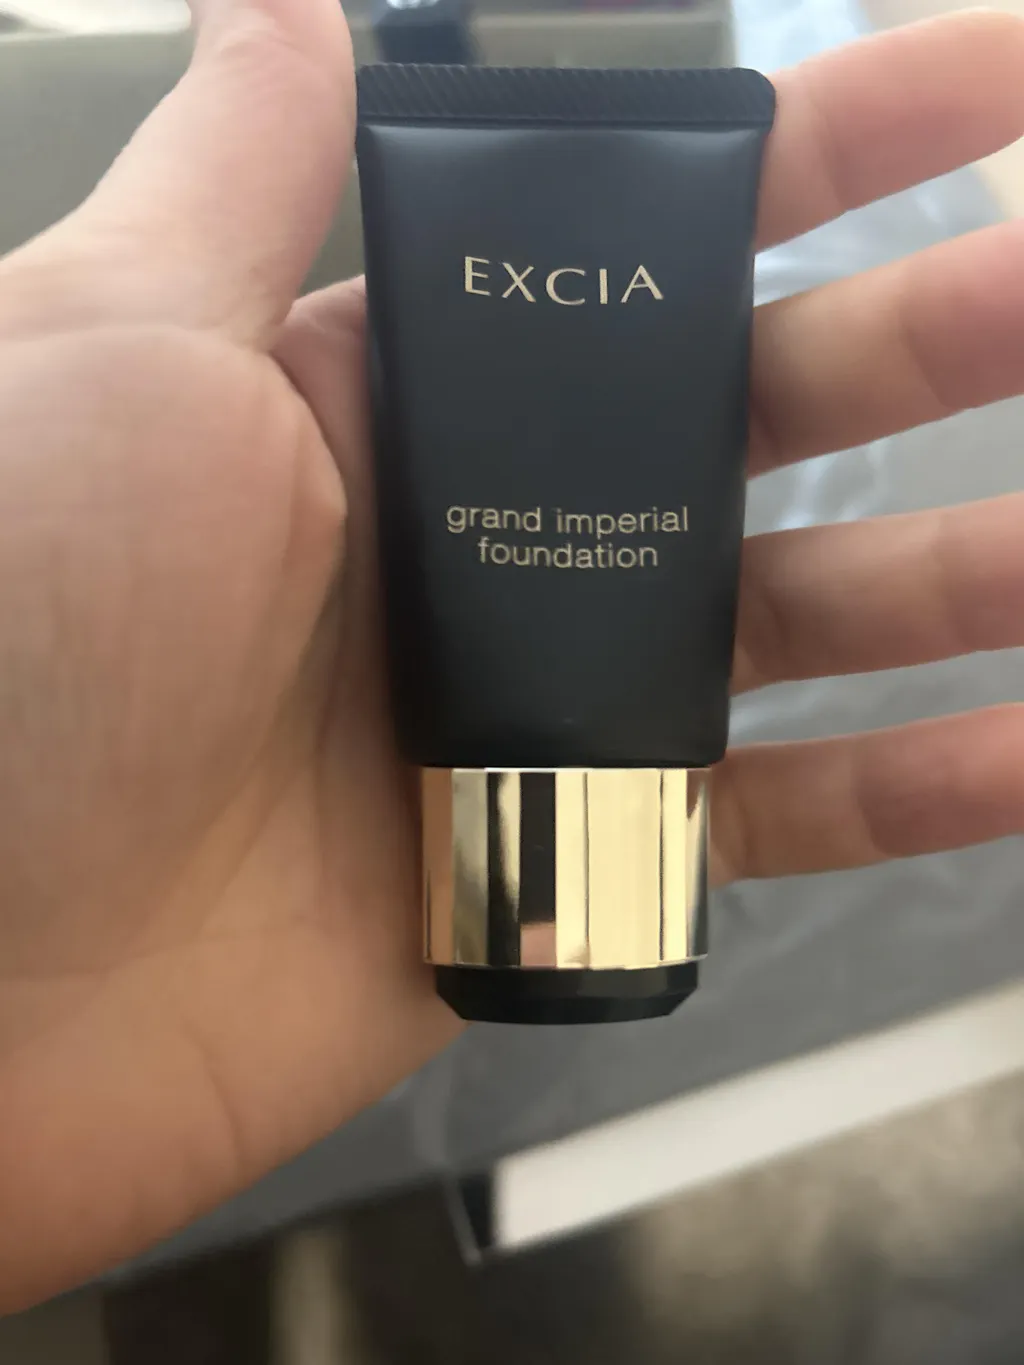 EXCIA
grand imperial
foundation